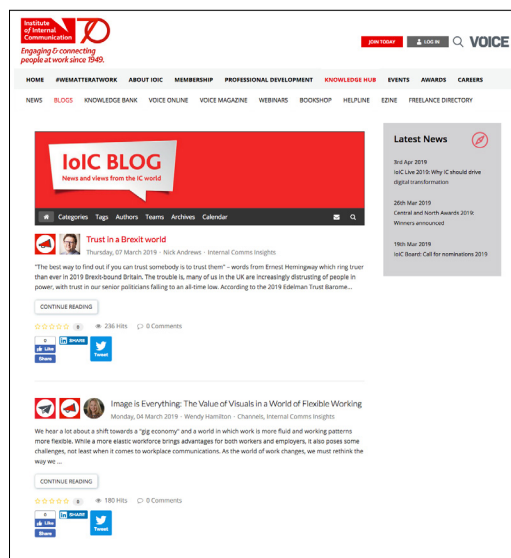 Institute
of Internal
Communication
70
Engaging & connecting
people at work since 1949.
JOIN TODAY
LOG IN
VOICE
HOME #WEMATTERATWORK ABOUT IOIC MEMBERSHIP PROFESSIONAL DEVELOPMENT KNOWLEDGE HUB EVENTS AWARDS CAREERS
NEWS BLOGS KNOWLEDGE BANK VOICE ONLINE VOICE MAGAZINE WEBINARS BOOKSHOP HELPLINE EZINE FREELANCE DIRECTORY
IoIC BLOG
News and views from the IC world
Categories Tags Authors Teams Archives Calendar
Trust in a Brexit world
Thursday, 07 March 2019 · Nick Andrews · Internal Comms Insights
"The best way to find out if you can trust somebody is to trust them" – words from Ernest Hemingway which ring truer
than ever in 2019 Brexit-bound Britain. The trouble is, many of us in the UK are increasingly distrusting of people in
power, with trust in our senior politicians falling to an all-time low. According to the 2019 Edelman Trust Barome...
CONTINUE READING
0 236 Hits 0 Comments
0
Like
Share
in SHARE
Tweet
Image is Everything: The Value of Visuals in a World of Flexible Working
Monday, 04 March 2019 · Wendy Hamilton · Channels, Internal Comms Insights
We hear a lot about a shift towards a "gig economy" and a world in which work is more fluid and working patterns
more flexible. While a more elastic workforce brings advantages for both workers and employers, it also poses some
challenges, not least when it comes to workplace communications. As the world of work changes, we must rethink the
way we ...
CONTINUE READING
0 180 Hits 0 Comments
0
Like
Share
in SHARE
Tweet
Latest News
3rd Apr 2019
IoIC Live 2019: Why IC should drive
digital transformation
26th Mar 2019
Central and North Awards 2019:
Winners announced
19th Mar 2019
IoIC Board: Call for nominations 2019